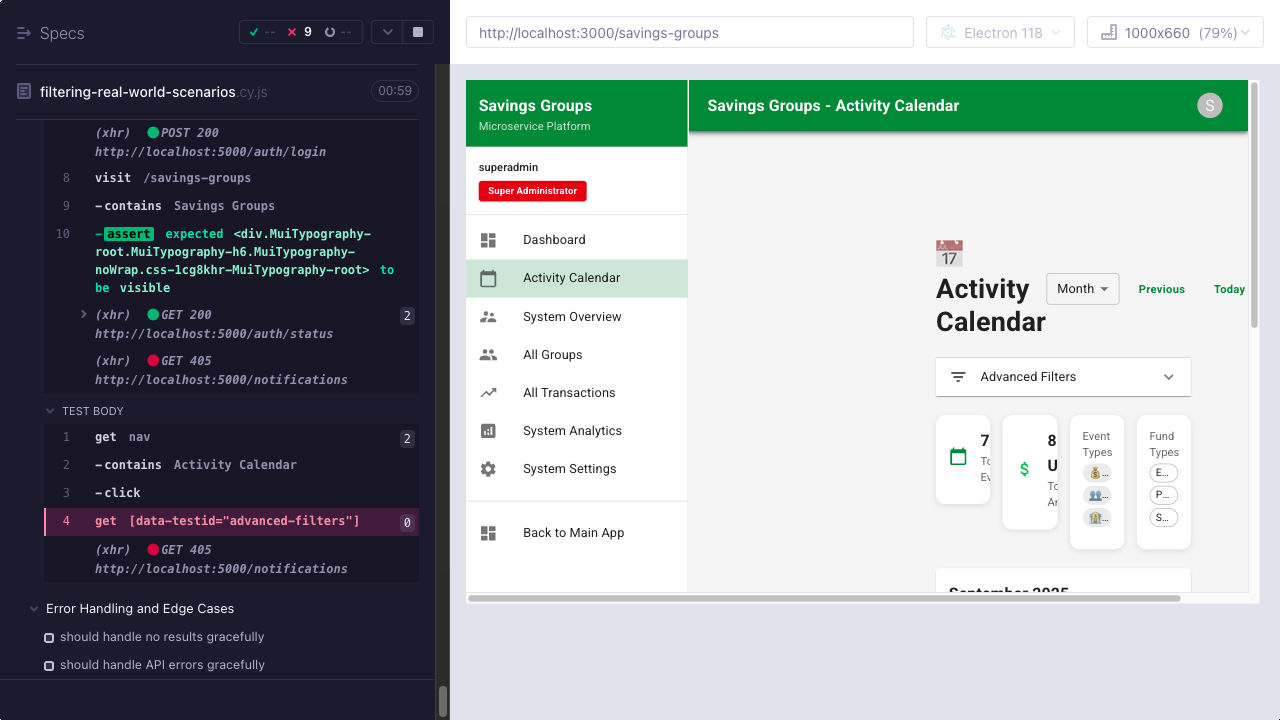 Specs
-- 9 --
http://localhost:3000/savings-groups
Electron 118
1000x660 (79%)
filtering-real-world-scenarios.cy.js
00:59
(xhr) POST 200
http://localhost:5000/auth/login
8 visit /savings-groups
9 -contains Savings Groups
10 -assert expected <div.MuiTypography-
root.MuiTypography-h6.MuiTypography-
noWrap.css-1cg8khr-MuiTypography-root> to
be visible
(xhr) GET 200 2
http://localhost:5000/auth/status
(xhr) GET 405
http://localhost:5000/notifications
TEST BODY
1 get nav 2
2 -contains Activity Calendar
3 -click
4 get [data-testid="advanced-filters"] 0
(xhr) GET 405
http://localhost:5000/notifications
Error Handling and Edge Cases
should handle no results gracefully
should handle API errors gracefully
Savings Groups
Microservice Platform
superadmin
Super Administrator
Dashboard
Activity Calendar
System Overview
All Groups
All Transactions
System Analytics
System Settings
Back to Main App
Savings Groups - Activity Calendar
S
17
Activity
Calendar
Month
Previous
Today
Advanced Filters
7
To
Ev
8
U
To
Ar
Event
Types
...
...
...
Fund
Types
E...
P...
S...
September 2025